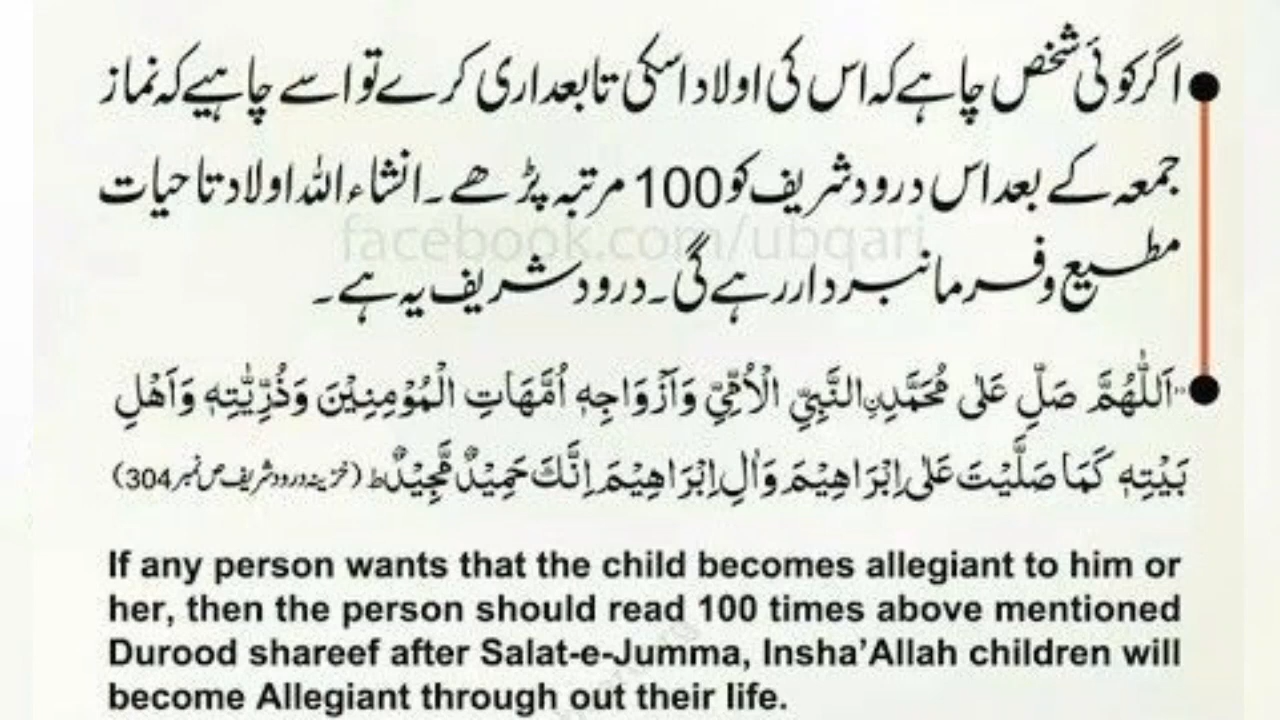 اگر کوئی شخص چاہے کہ اس کی اولاد اسکی تابعداری کرے تو اسے چاہیے کہ نماز
جمعہ کے بعد اس درود شریف کو 100 مرتبہ پڑھے۔ انشاء اللہ اولاد تا حیات
facebook.com/ubqari
مطیع و فرمانبردار رہے گی۔ درود شریف یہ ہے۔
اَللّٰهُمَّ صَلِّ عَلٰی مُحَمَّدِنِ النَّبِیِّ الْاُمِّیِّ وَاَزْوَاجِهٖ اُمَّهَاتِ الْمُؤْمِنِیْنَ وَذُرِّیَّتِهٖ وَاَهْلِ
بَیْتِهٖ کَمَا صَلَّیْتَ عَلٰی اِبْرَاهِیْمَ وَاٰلِ اِبْرَاهِیْمَ اِنَّكَ حَمِیْدٌ مَّجِیْدٌ ط (خزینہ درود شریف ص نمبر 304)
If any person wants that the child becomes allegiant to him or
her, then the person should read 100 times above mentioned
Durood shareef after Salat-e-Jumma, Insha’Allah children will
become Allegiant through out their life.